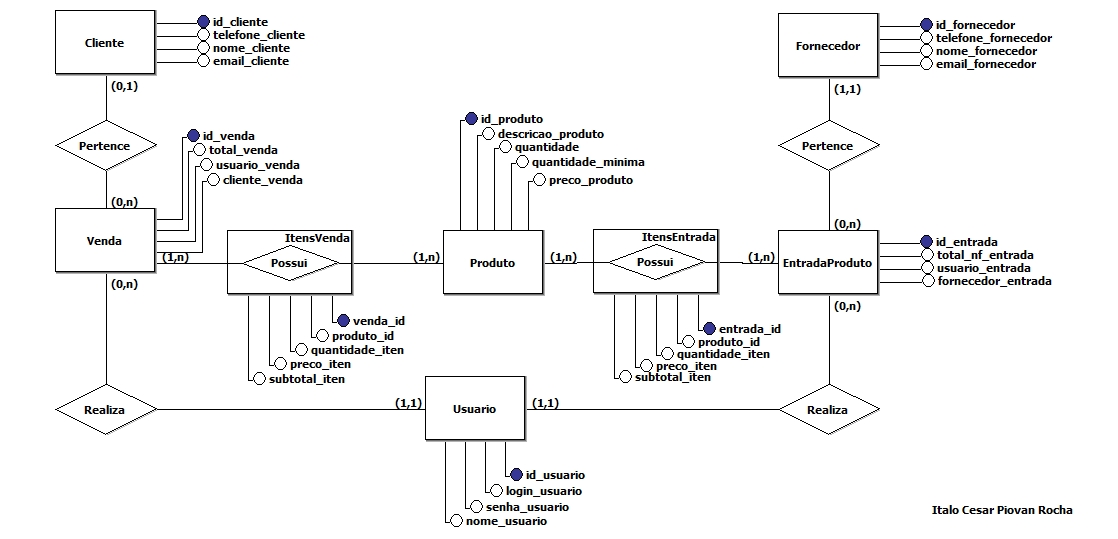 Cliente
id_cliente
telefone_cliente
nome_cliente
email_cliente
(0,1)
Pertence
(0,n)
Venda
id_venda
total_venda
usuario_venda
cliente_venda
(1,n)
(0,n)
ItensVenda
Possui
venda_id
produto_id
quantidade_iten
preco_iten
subtotal_iten
(1,n)
Produto
id_produto
descricao_produto
quantidade
quantidade_minima
preco_produto
(1,n)
ItensEntrada
Possui
entrada_id
produto_id
quantidade_iten
preco_iten
subtotal_iten
(1,n)
Fornecedor
id_fornecedor
telefone_fornecedor
nome_fornecedor
email_fornecedor
(1,1)
Pertence
(0,n)
EntradaProduto
id_entrada
total_nf_entrada
usuario_entrada
fornecedor_entrada
(0,n)
Realiza
(1,1)
Usuario
(1,1)
Realiza
id_usuario
login_usuario
senha_usuario
nome_usuario
Italo Cesar Piovan Rocha